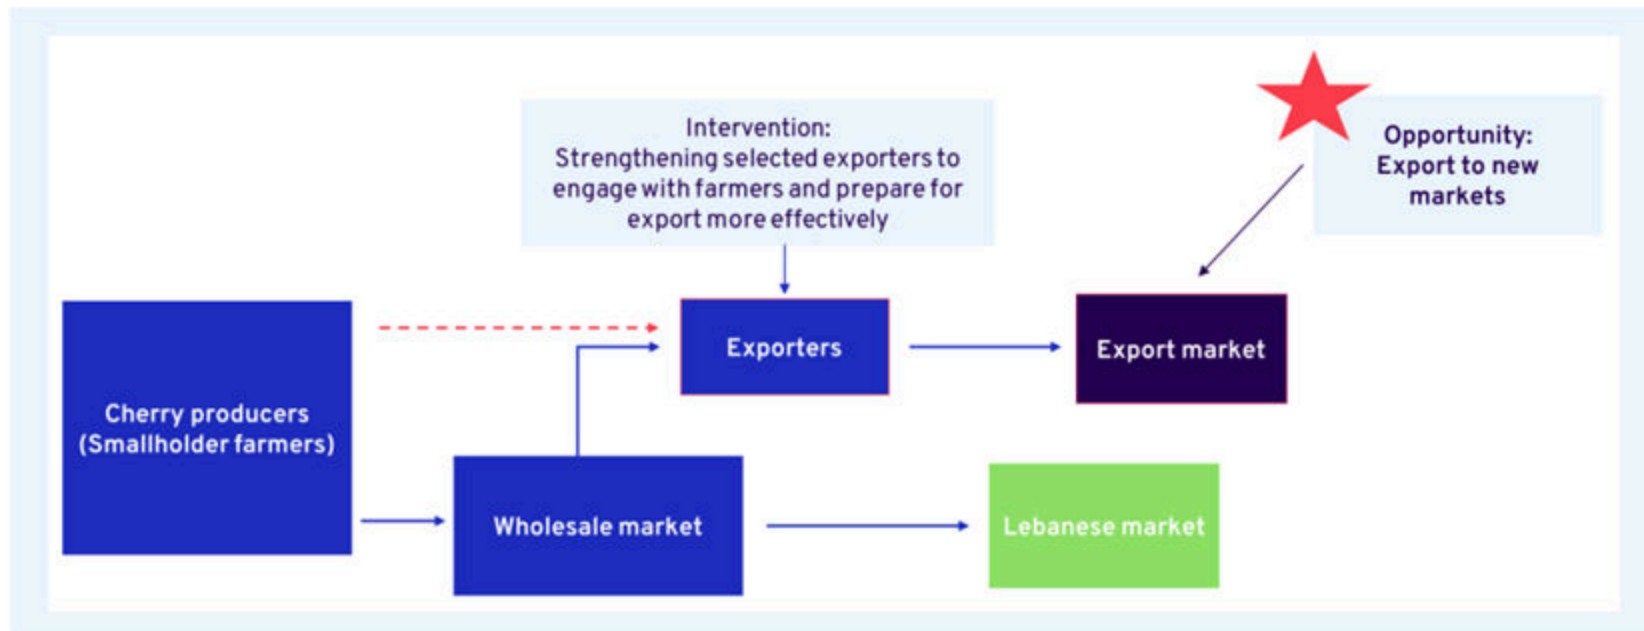 Intervention:
Strengthening selected exporters to
engage with farmers and prepare for
export more effectively
Opportunity:
Export to new
markets
Exporters
Export market
Cherry producers
(Smallholder farmers)
Wholesale market
Lebanese market